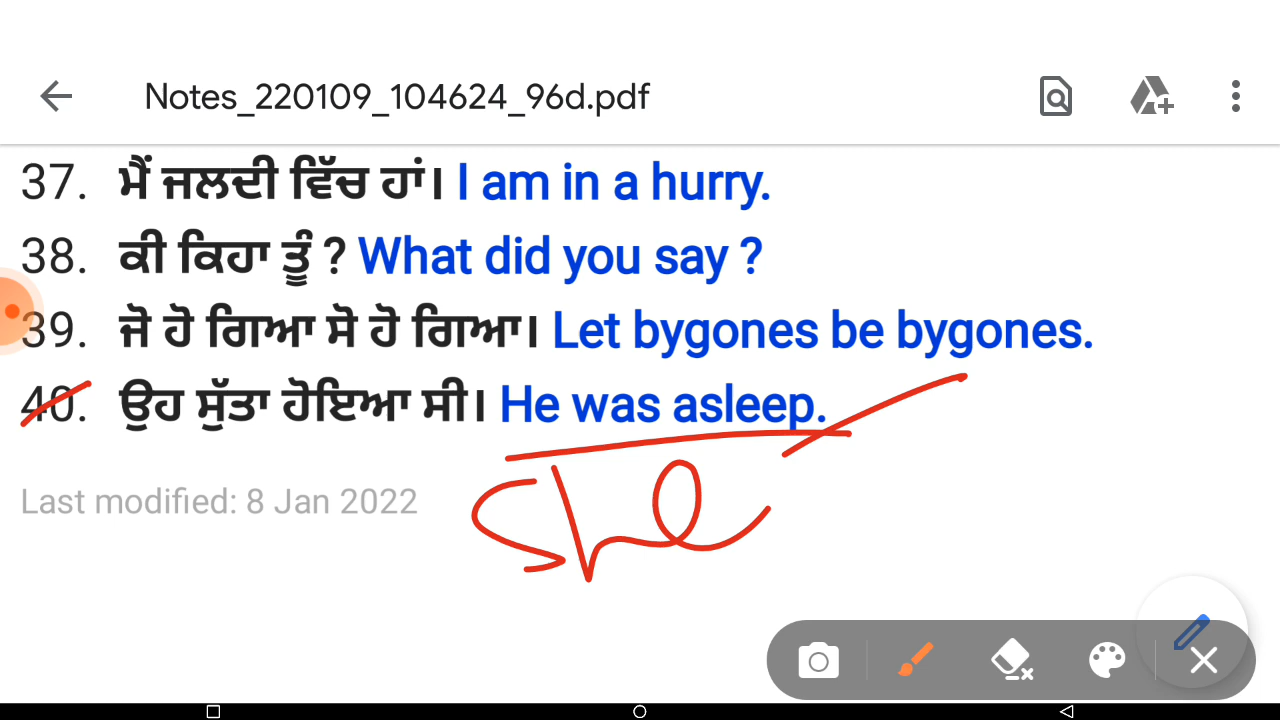 Notes_220109_104624_96d.pdf
37. ਮੈਂ ਜਲਦੀ ਵਿੱਚ ਹਾਂ। I am in a hurry.
38. ਕੀ ਕਿਹਾ ਤੂੰ ? What did you say ?
39. ਜੋ ਹੋ ਗਿਆ ਸੋ ਹੋ ਗਿਆ। Let bygones be bygones.
40. ਉਹ ਸੁੱਤਾ ਹੋਇਆ ਸੀ। He was asleep.
She
Last modified: 8 Jan 2022